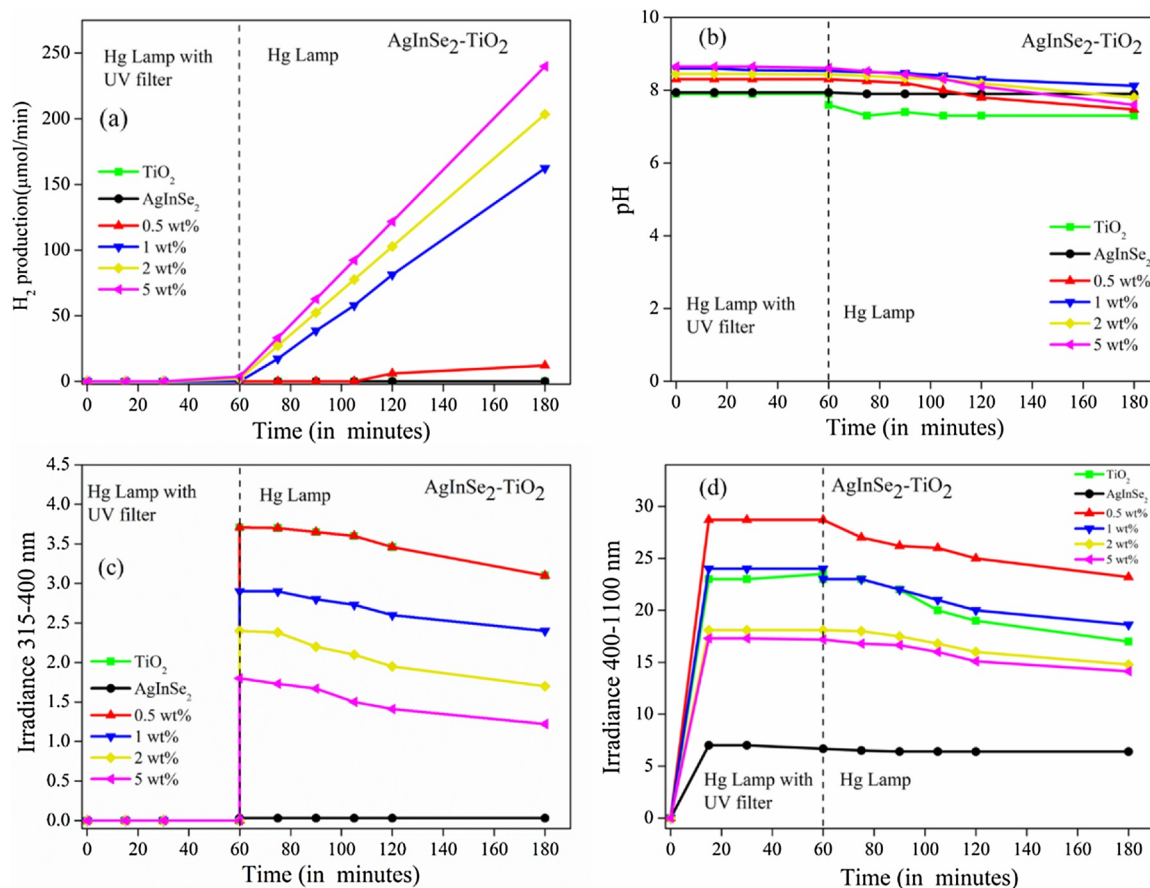 AgInSe2-TiO2
Hg Lamp with
UV filter
Hg Lamp
(a)
TiO2
AgInSe2
0.5 wt%
1 wt%
2 wt%
5 wt%
250
200
150
100
50
0
H2 production(μmol/min)
0 20 40 60 80 100 120 140 160 180
Time (in minutes)
(b)
AgInSe2-TiO2
10
8
6
4
2
0
pH
TiO2
AgInSe2
0.5 wt%
1 wt%
2 wt%
5 wt%
Hg Lamp with
UV filter
Hg Lamp
0 20 40 60 80 100 120 140 160 180
Time (in minutes)
AgInSe2-TiO2
Hg Lamp with
UV filter
Hg Lamp
(c)
TiO2
AgInSe2
0.5 wt%
1 wt%
2 wt%
5 wt%
4.5
4.0
3.5
3.0
2.5
2.0
1.5
1.0
0.5
0.0
Irradiance 315-400 nm
0 20 40 60 80 100 120 140 160 180
Time (in minutes)
(d)
AgInSe2-TiO2
TiO2
AgInSe2
0.5 wt%
1 wt%
2 wt%
5 wt%
30
25
20
15
10
5
0
Irradiance 400-1100 nm
Hg Lamp with
UV filter
Hg Lamp
0 20 40 60 80 100 120 140 160 180
Time (in minutes)